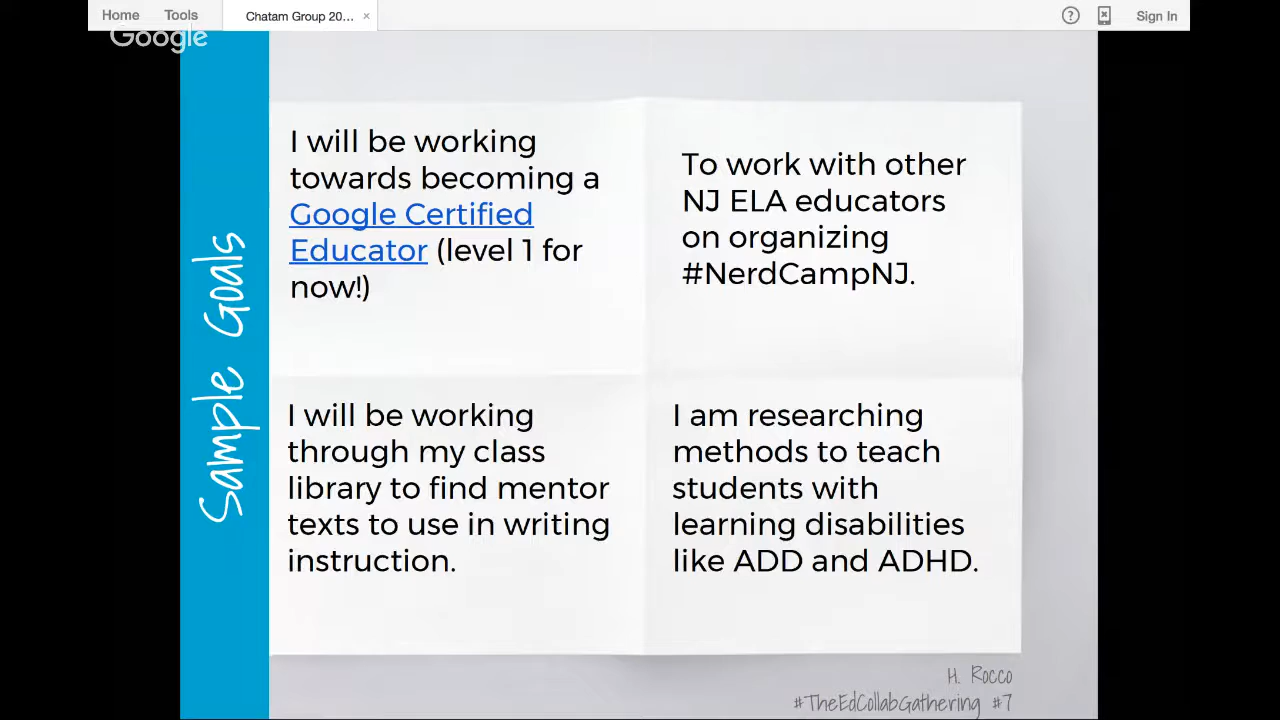 Home Tools Chatam Group 20... × Sign In
Google
Sample Goals
I will be working
towards becoming a
Google Certified
Educator (level 1 for
now!)
To work with other
NJ ELA educators
on organizing
#NerdCampNJ.
I will be working
through my class
library to find mentor
texts to use in writing
instruction.
I am researching
methods to teach
students with
learning disabilities
like ADD and ADHD.
H. Rocco
#TheEdCollabGathering #7